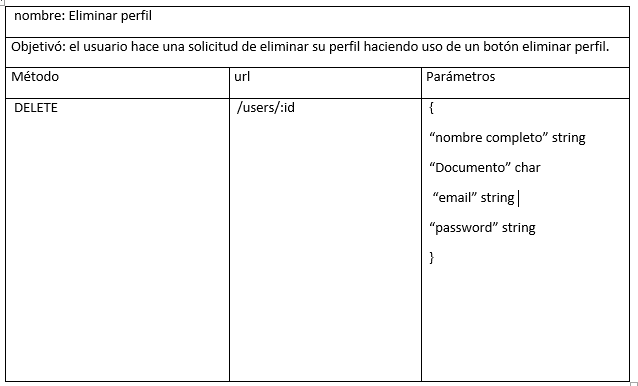 nombre: Eliminar perfil
Objetivó: el usuario hace una solicitud de eliminar su perfil haciendo uso de un botón eliminar perfil.
Método url Parámetros
DELETE /users/:id {
“nombre completo” string
“Documento” char
“email” string
“password” string
}